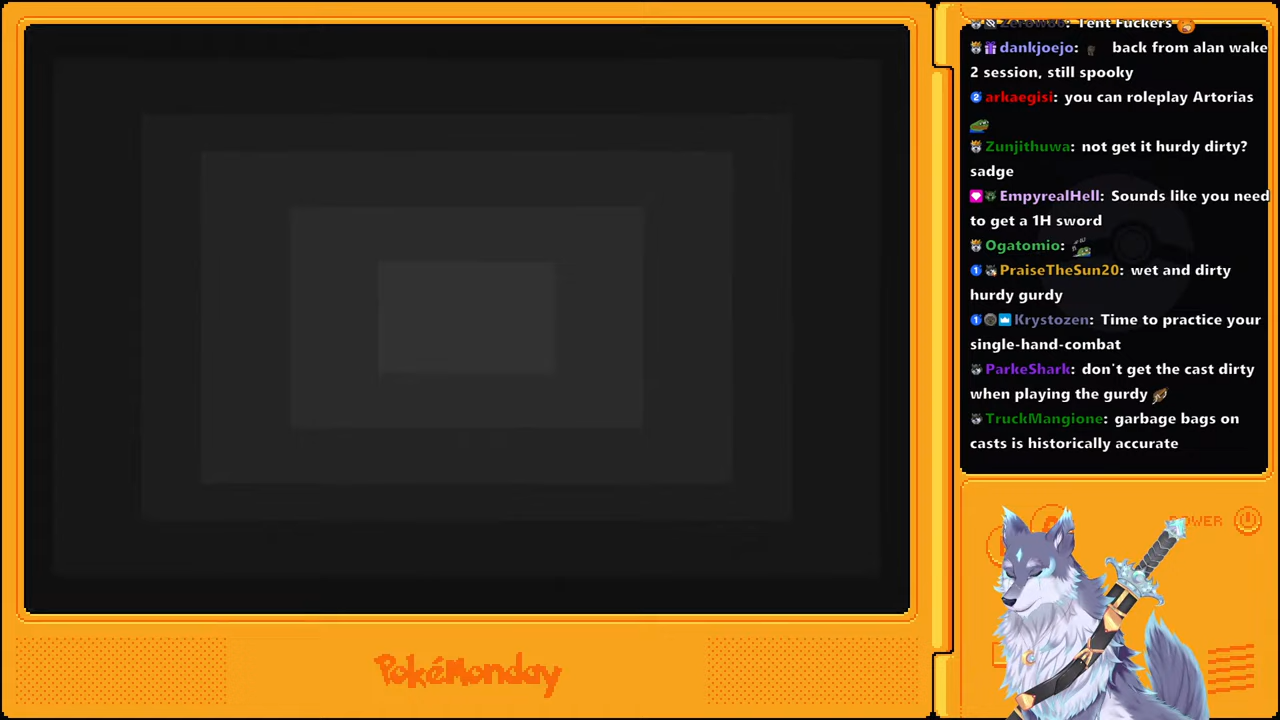 Zerow86: Tent Fuckers
dankjoejo: back from alan wake
2 session, still spooky
arkaegisi: you can roleplay Artorias
Zunjithuwa: not get it hurdy dirty?
sadge
EmpyrealHell: Sounds like you need
to get a 1H sword
Ogatomio:
PraiseTheSun20: wet and dirty
hurdy gurdy
Krystozen: Time to practice your
single-hand-combat
ParkeShark: don't get the cast dirty
when playing the gurdy
TruckMangione: garbage bags on
casts is historically accurate
POWER
PokéMonday